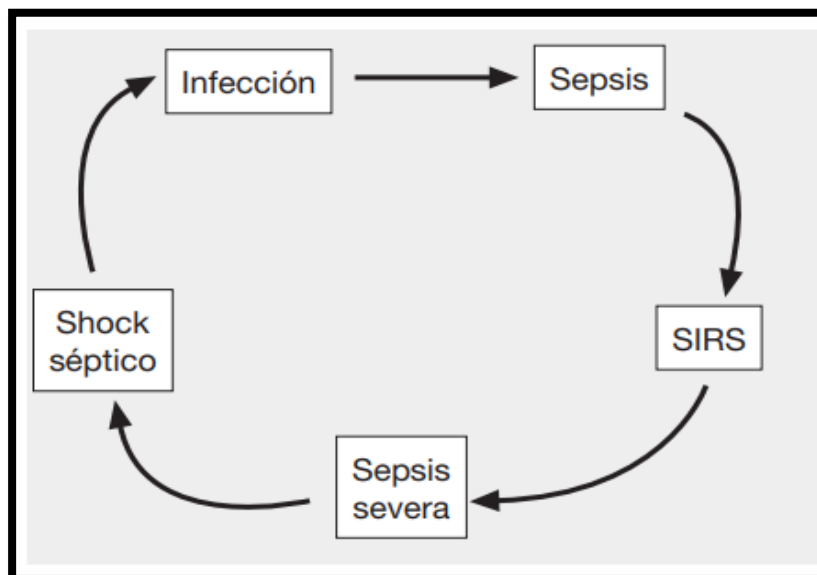 Infección
Sepsis
SIRS
Sepsis
severa
Shock
séptico